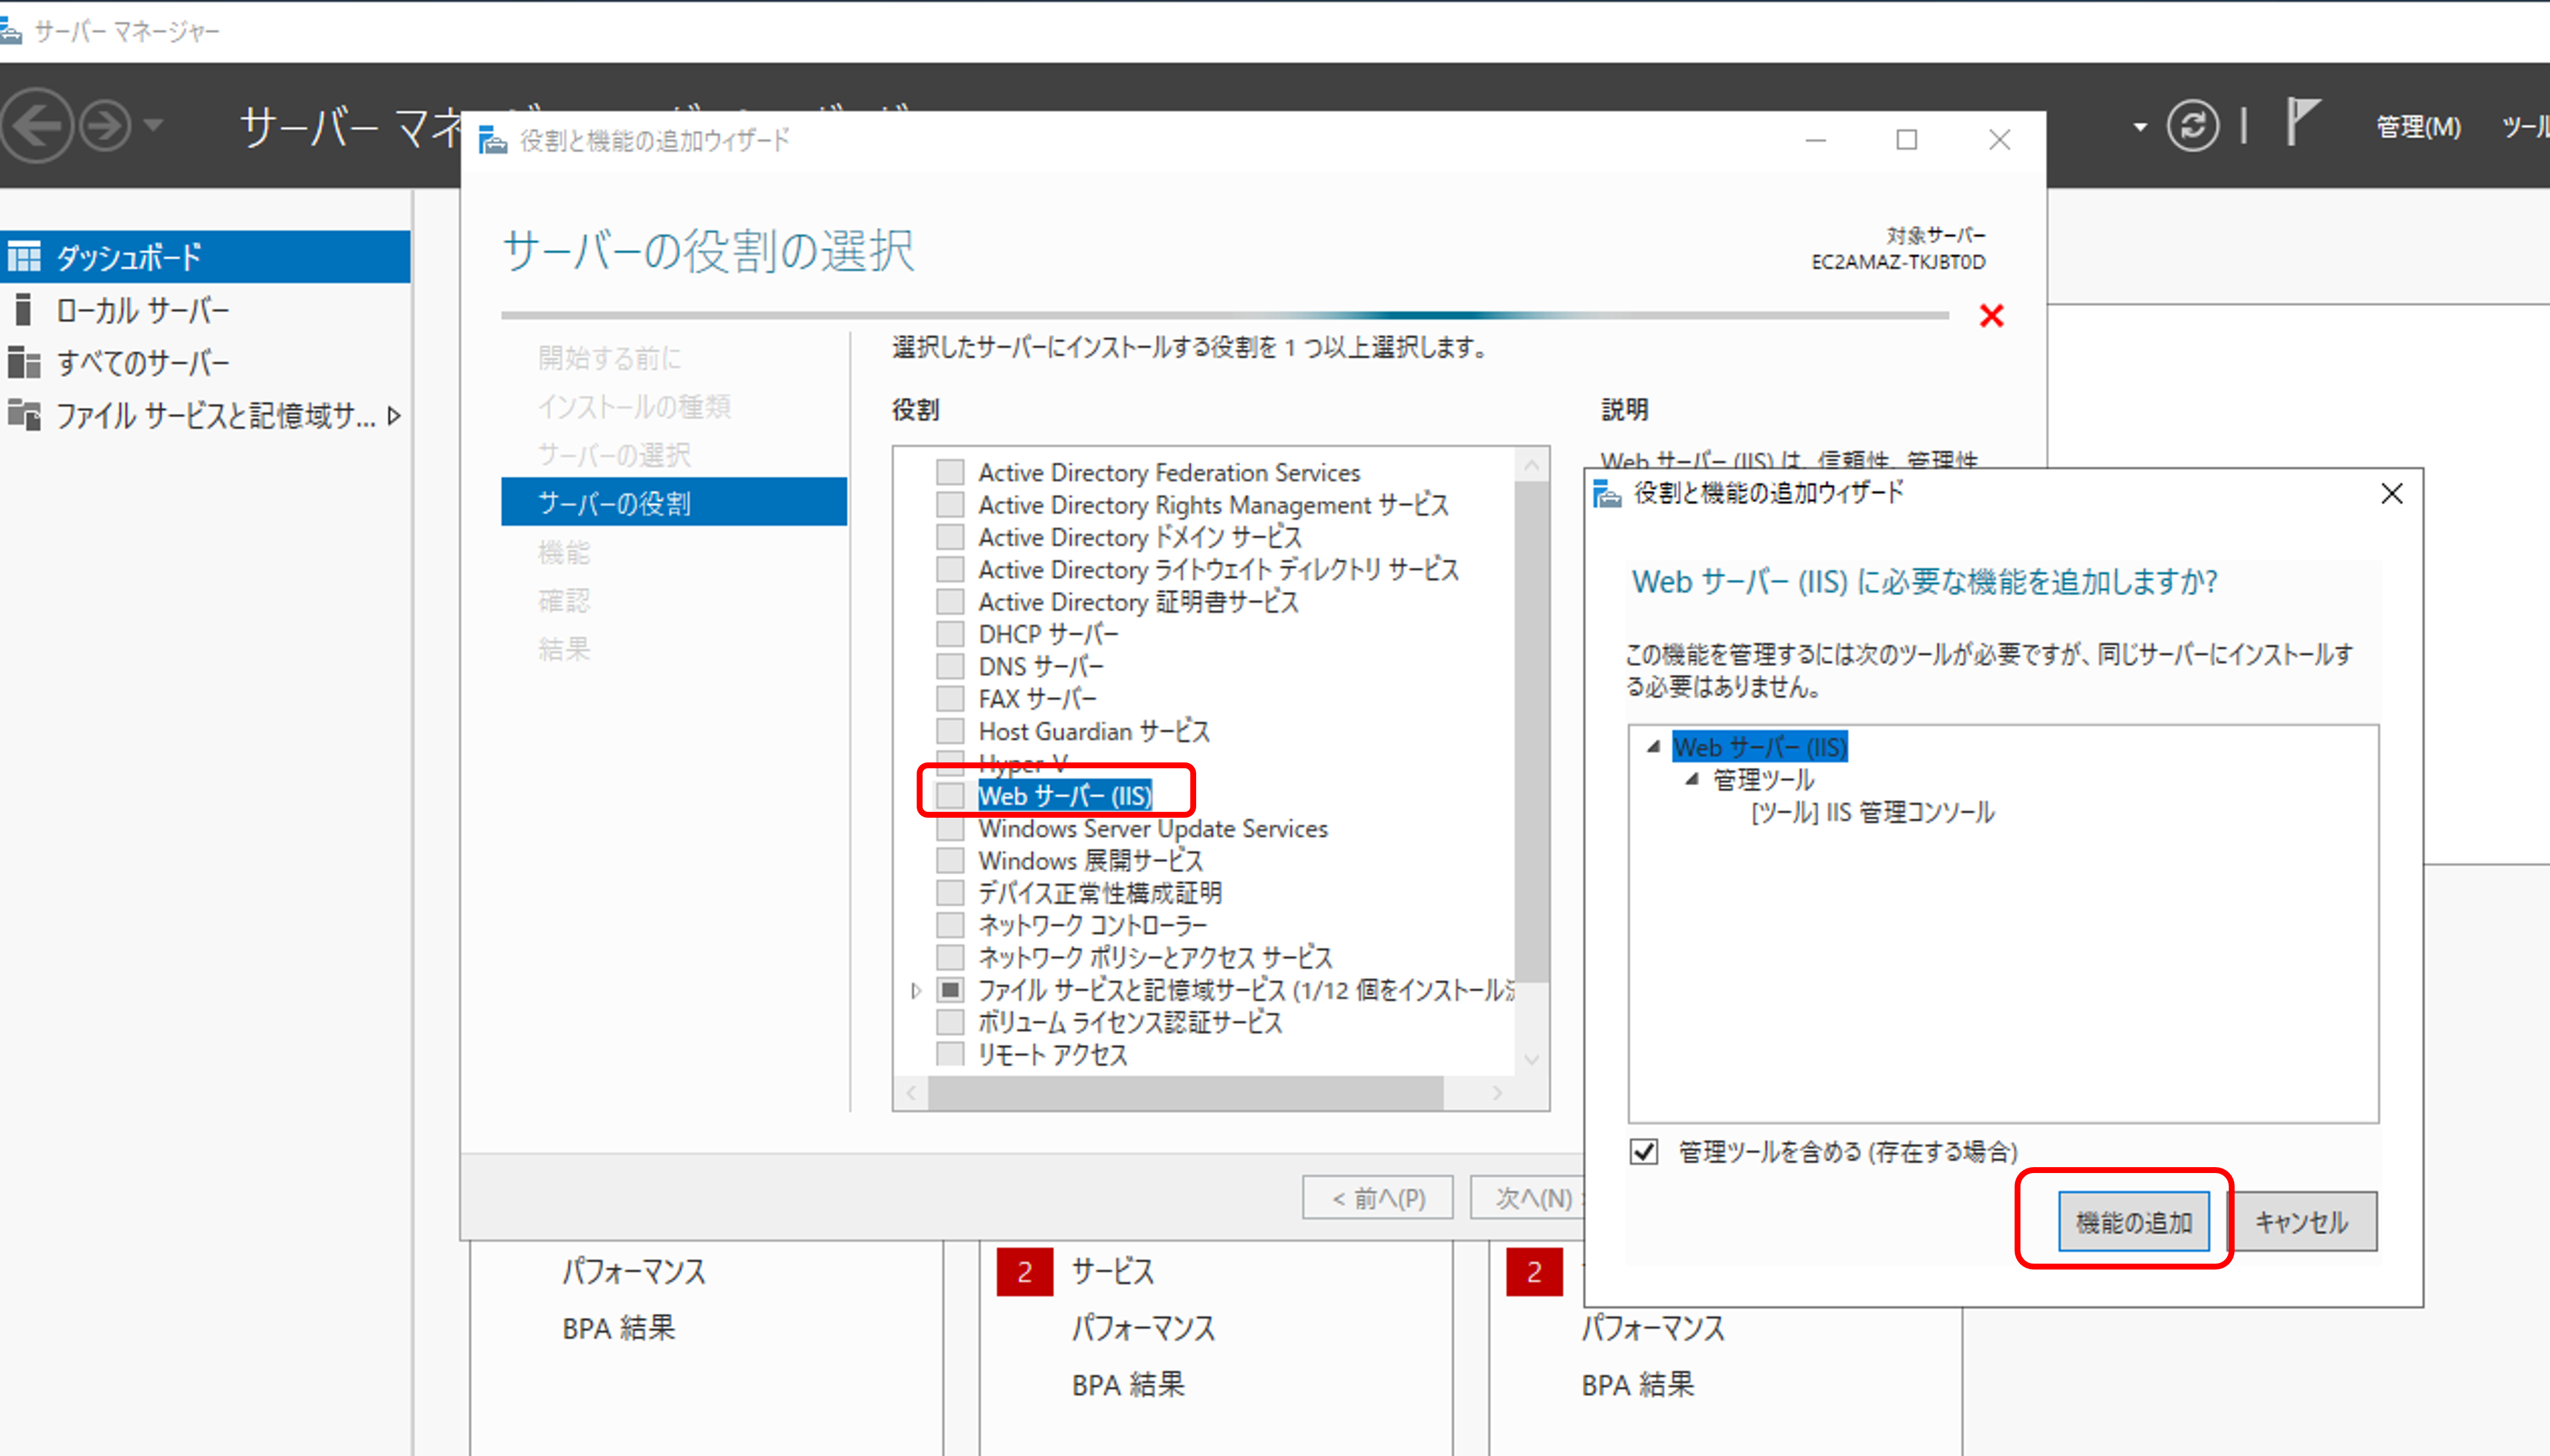 サーバー マネージャー
サーバー マネ
管理(M)
ツール
ダッシュボード
ローカル サーバー
すべてのサーバー
ファイル サービスと記憶域サ...
役割と機能の追加ウィザード
サーバーの役割の選択
対象サーバー
EC2AMAZ-TKJBT0D
開始する前に
インストールの種類
サーバーの選択
サーバーの役割
機能
確認
結果
選択したサーバーにインストールする役割を 1 つ以上選択します。
役割
Active Directory Federation Services
Active Directory Rights Management サービス
Active Directory ドメイン サービス
Active Directory ライトウェイト ディレクトリ サービス
Active Directory 証明書サービス
DHCP サーバー
DNS サーバー
FAX サーバー
Host Guardian サービス
Hyper-V
Web サーバー (IIS)
Windows Server Update Services
Windows 展開サービス
デバイス正常性構成証明
ネットワーク コントローラー
ネットワーク ポリシーとアクセス サービス
ファイル サービスと記憶域サービス (1/12 個をインストール済
ボリューム ライセンス認証サービス
リモート アクセス
説明
Web サーバー (IIS) は、信頼性、管理性
< 前へ(P)
次へ(N)
役割と機能の追加ウィザード
Web サーバー (IIS) に必要な機能を追加しますか?
この機能を管理するには次のツールが必要ですが、同じサーバーにインストールす
る必要はありません。
Web サーバー (IIS)
管理ツール
[ツール] IIS 管理コンソール
管理ツールを含める (存在する場合)
機能の追加
キャンセル
パフォーマンス
BPA 結果
2 サービス
パフォーマンス
BPA 結果
2
パフォーマンス
BPA 結果